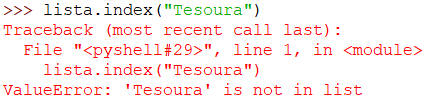 >>> lista.index("Tesoura")
Traceback (most recent call last):
  File "<pyshell#29>", line 1, in <module>
    lista.index("Tesoura")
ValueError: 'Tesoura' is not in list